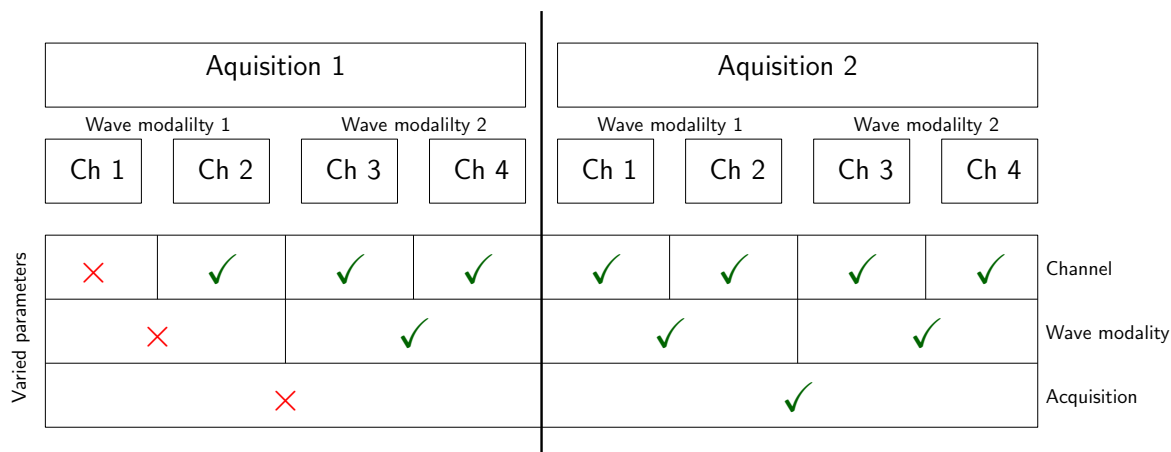 Aquisition 1
Aquisition 2
Wave modalilty 1
Wave modalilty 2
Wave modalilty 1
Wave modalilty 2
Ch 1
Ch 2
Ch 3
Ch 4
Ch 1
Ch 2
Ch 3
Ch 4
Varied parameters
Channel
Wave modality
Acquisition